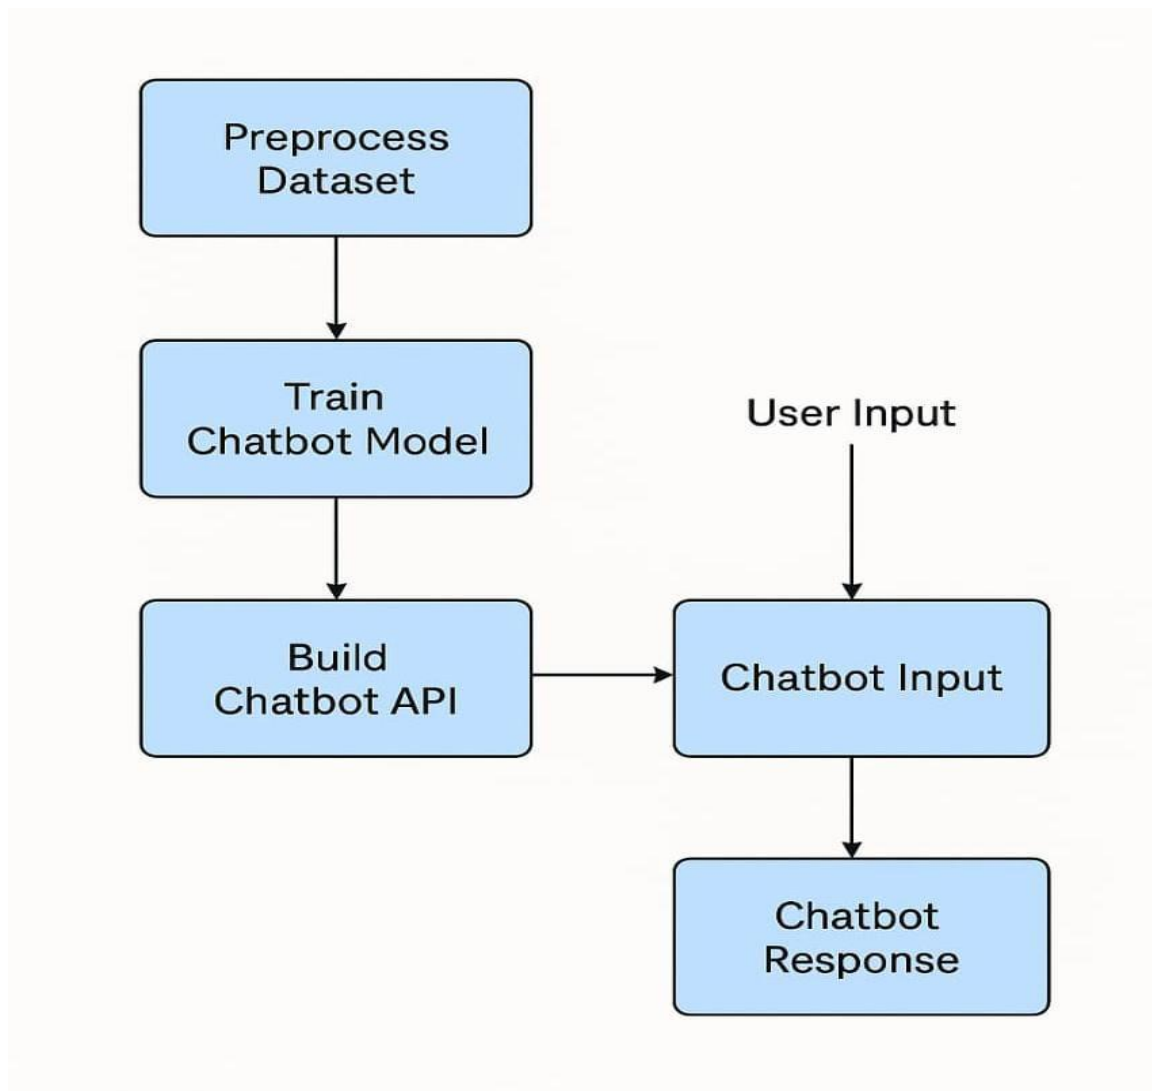 Preprocess
Dataset
Train
Chatbot Model
User Input
Build
Chatbot API
Chatbot Input
Chatbot
Response